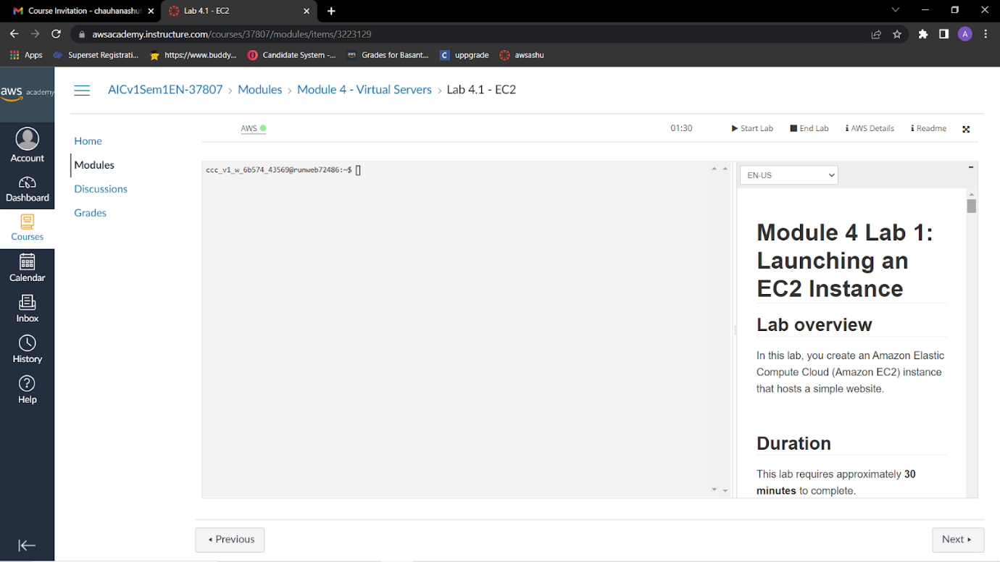 Course Invitation - chauhanashut
Lab 4.1 - EC2
awsacademy.instructure.com/courses/37807/modules/items/3223129
A
Apps
Superset Registrati...
https://www.buddy...
Candidate System -...
aws
Grades for Basant...
C
uppgrade
awsashu
aws academy
AICv1Sem1EN-37807 › Modules › Module 4 - Virtual Servers › Lab 4.1 - EC2
Account
Dashboard
Courses
Calendar
Inbox
History
Help
Home
Modules
Discussions
Grades
AWS
01:30
Start Lab
End Lab
i AWS Details
i Readme
ccc_v1_w_6b574_43569@runweb72486:~$
EN-US
Module 4 Lab 1:
Launching an
EC2 Instance
Lab overview
In this lab, you create an Amazon Elastic
Compute Cloud (Amazon EC2) instance
that hosts a simple website.
Duration
This lab requires approximately 30
minutes to complete.
Previous
Next